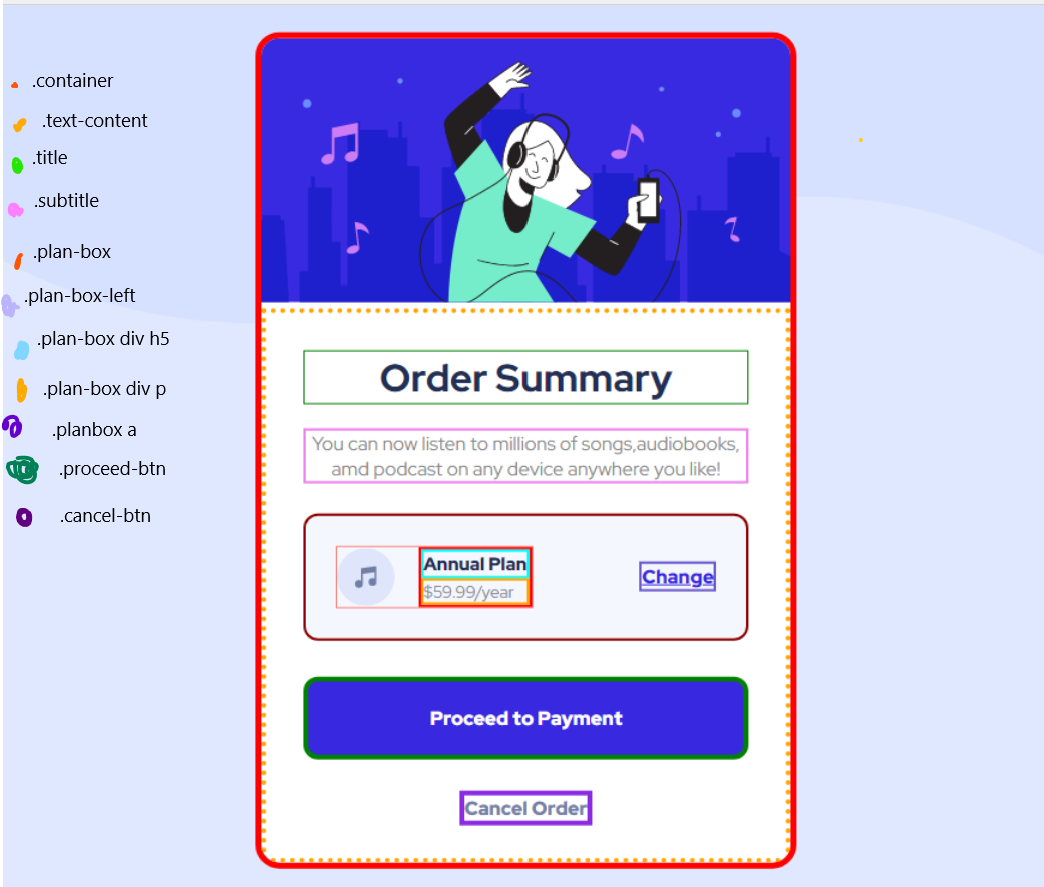 .container
.text-content
.title
.subtitle
.plan-box
.plan-box-left
.plan-box div h5
.plan-box div p
.planbox a
.proceed-btn
.cancel-btn
Order Summary
You can now listen to millions of songs,audiobooks,
amd podcast on any device anywhere you like!
Annual Plan
$59.99/year
Change
Proceed to Payment
Cancel Order